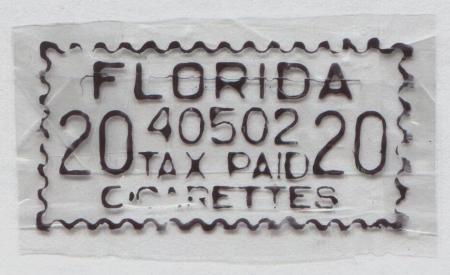 FLORIDA
20 40502 20
TAX PAID
CIGARETTES